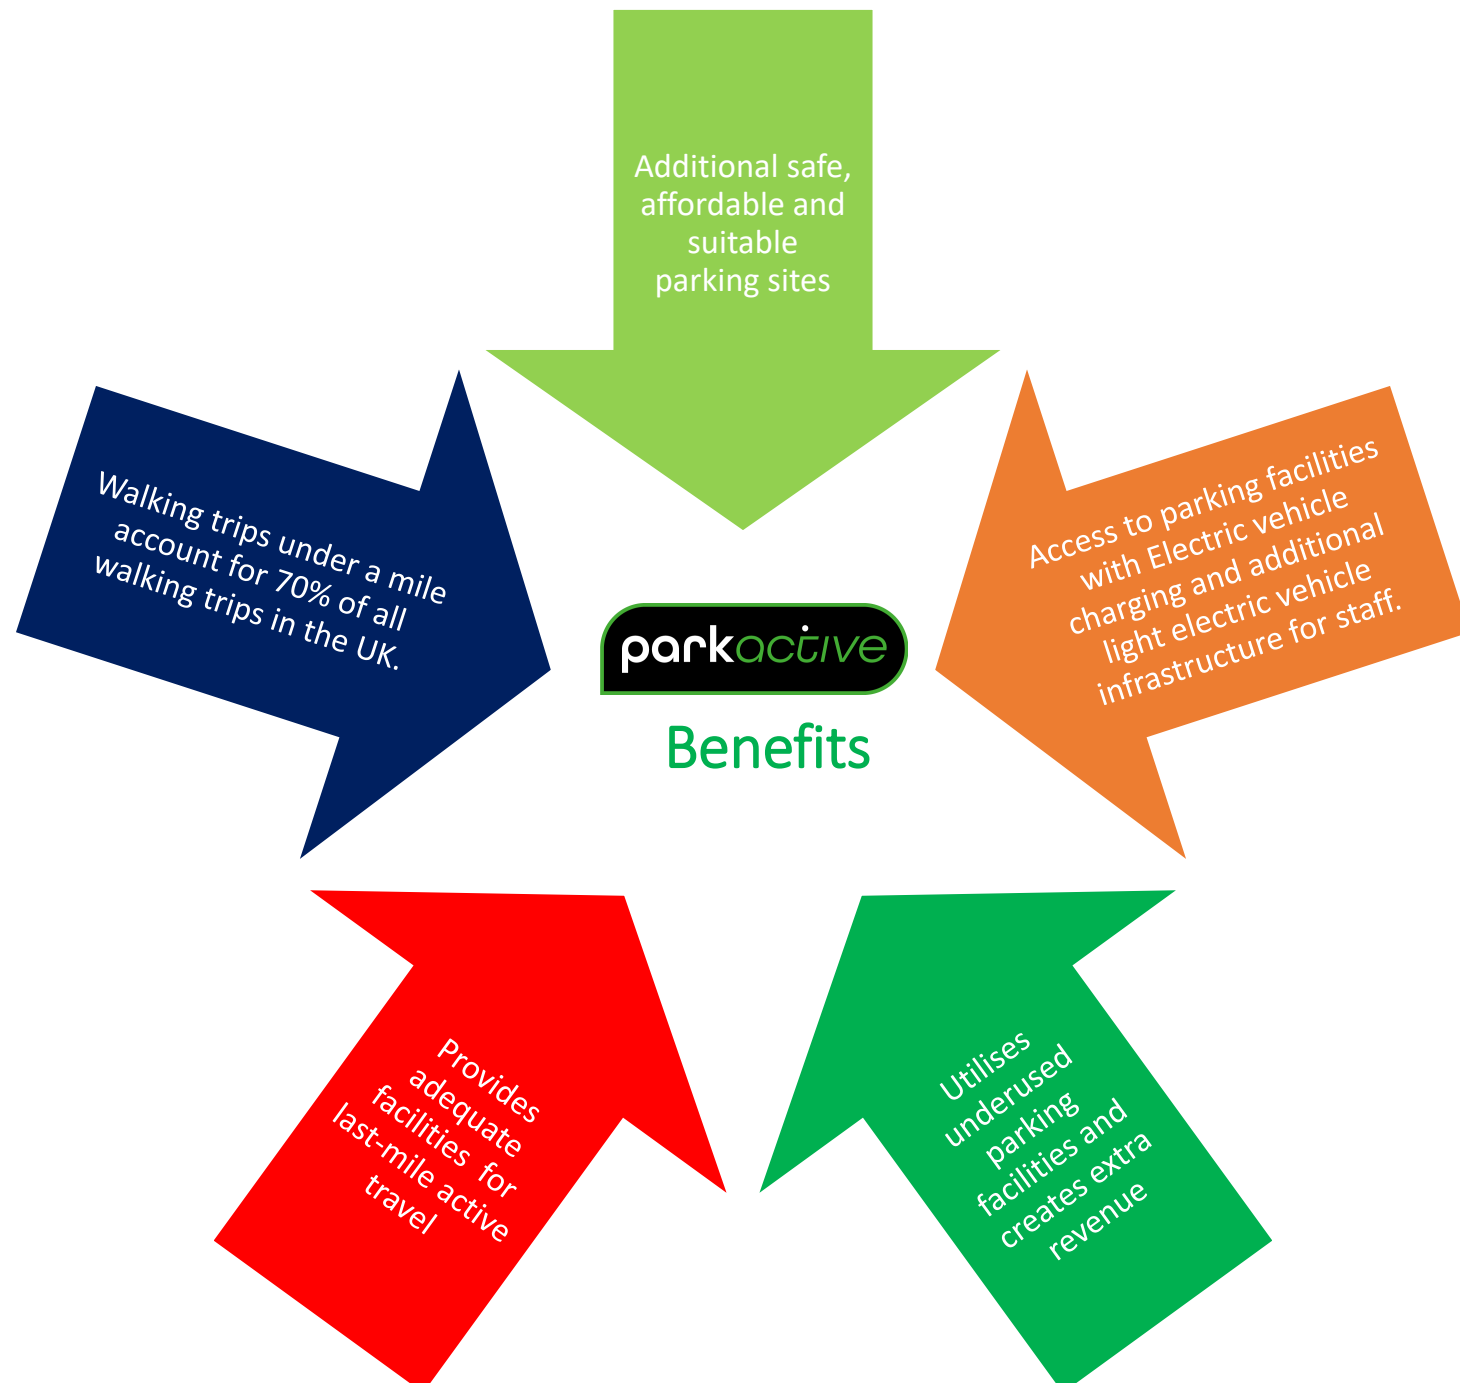 Additional safe,
affordable and
suitable
parking sites
Access to parking facilities
with Electric vehicle
charging and additional
light electric vehicle
infrastructure for staff.
Utilises
underused
parking
facilities and
creates extra
revenue
Provides
adequate
facilities  for
last-mile active
travel
Walking trips under a mile
account for 70% of all
walking trips in the UK.
parkactive
Benefits